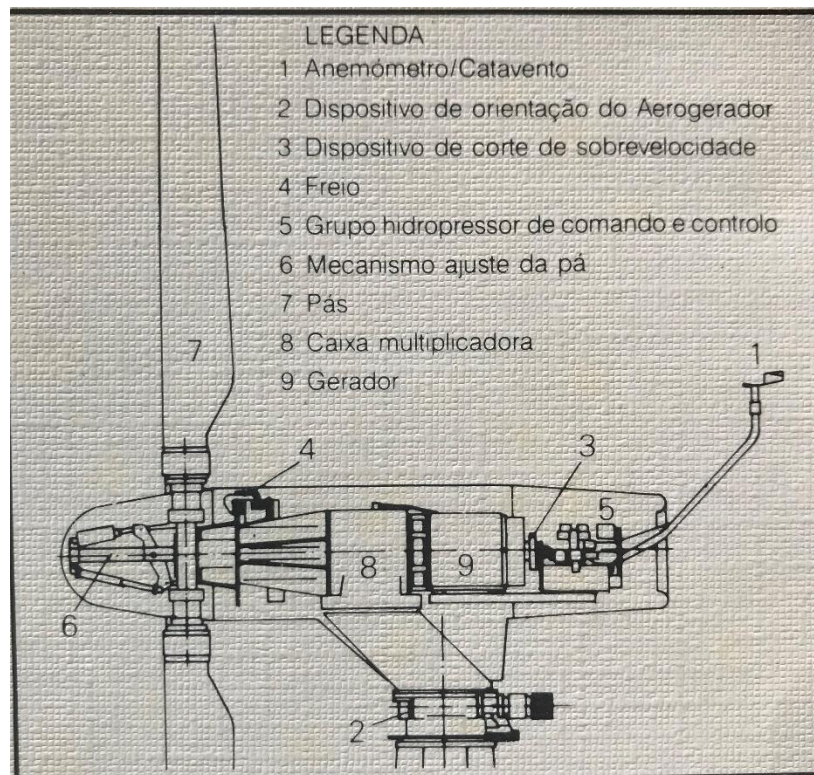 LEGENDA
1 Anemómetro/Catavento
2 Dispositivo de orientação do Aerogerador
3 Dispositivo de corte de sobrevelocidade
4 Freio
5 Grupo hidropressor de comando e controlo
6 Mecanismo ajuste da pá
7 Pás
8 Caixa multiplicadora
9 Gerador
7
1
4
3
5
8
9
6
2